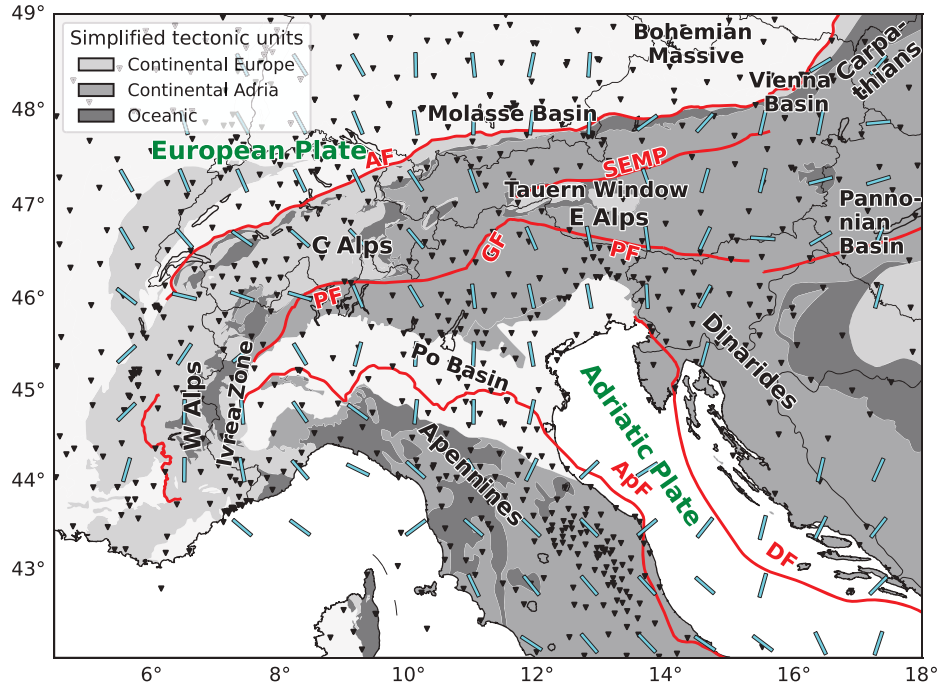 49°
48°
47°
46°
45°
44°
43°
6°
8°
10°
12°
14°
16°
18°
Simplified tectonic units
Continental Europe
Continental Adria
Oceanic
Bohemian
Massive
Carpa-
thians
Vienna
Basin
Molasse Basin
European Plate
AF
SEMP
Tauern Window
E Alps
C Alps
GF
PF
PF
Panno-
nian
Basin
Po Basin
Dinarides
W Alps
Ivrea Zone
Apennines
Adriatic Plate
ApF
DF